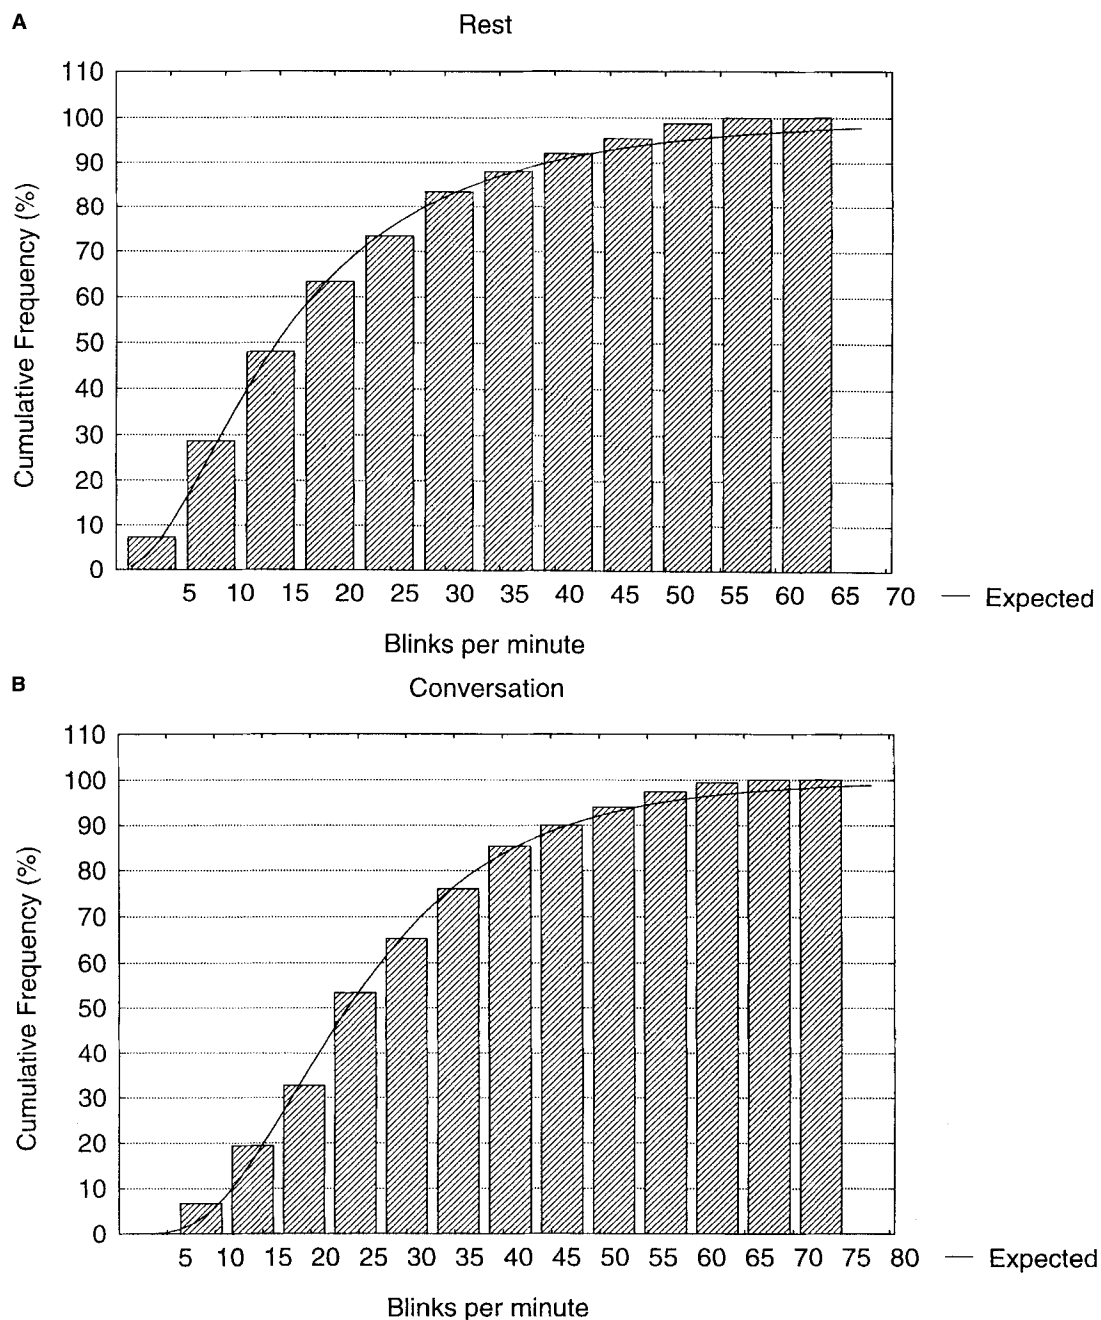 A
Rest
110
100
90
80
70
60
50
40
30
20
10
0
Cumulative Frequency (%)
5 10 15 20 25 30 35 40 45 50 55 60 65 70
Expected
Blinks per minute
B
Conversation
110
100
90
80
70
60
50
40
30
20
10
0
Cumulative Frequency (%)
5 10 15 20 25 30 35 40 45 50 55 60 65 70 75 80
Expected
Blinks per minute